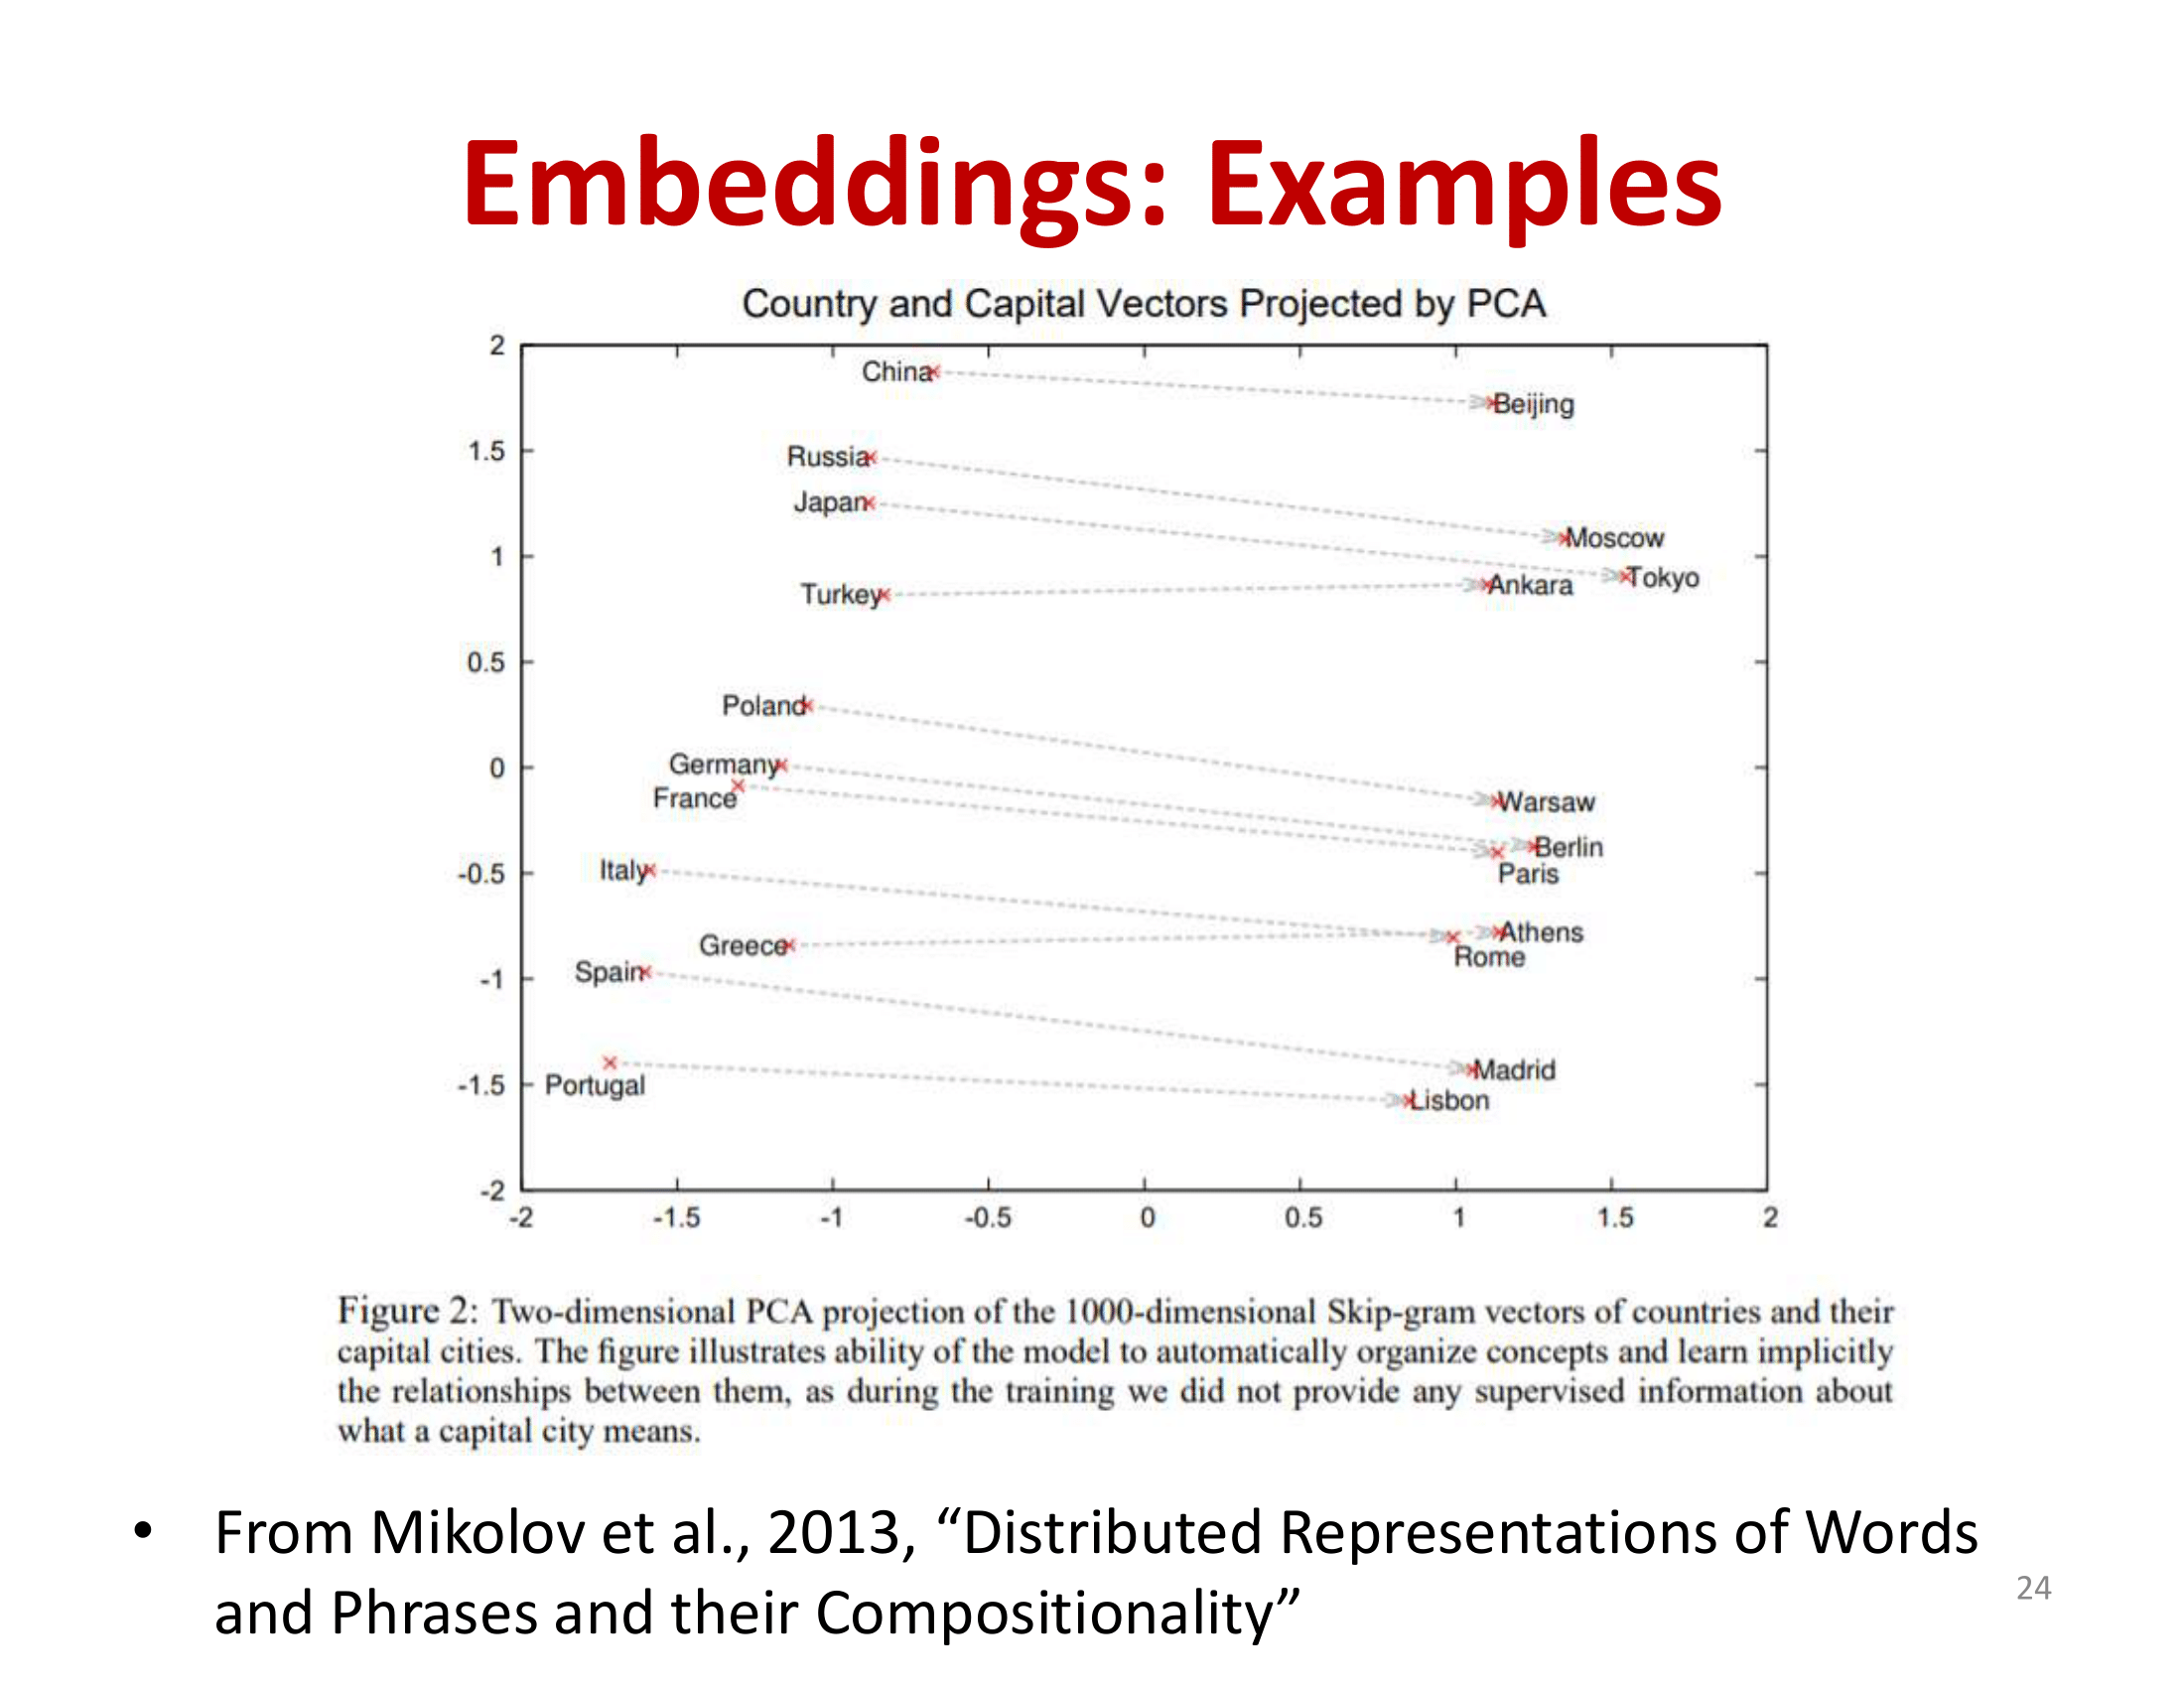 Embeddings: Examples
Country and Capital Vectors Projected by PCA
2
China
Beijing
1.5
Russia
Japan
Moscow
1
Tokyo
Turkey
Ankara
0.5
Poland
Germany
0
France
Warsaw
Berlin
Paris
Italy
-0.5
Athens
Greece
Rome
Spain
-1
Madrid
-1.5
Portugal
Lisbon
-2
-2 -1.5 -1 -0.5 0 0.5 1 1.5 2
Figure 2: Two-dimensional PCA projection of the 1000-dimensional Skip-gram vectors of countries and their
capital cities. The figure illustrates ability of the model to automatically organize concepts and learn implicitly
the relationships between them, as during the training we did not provide any supervised information about
what a capital city means.
• From Mikolov et al., 2013, “Distributed Representations of Words
and Phrases and their Compositionality”
24